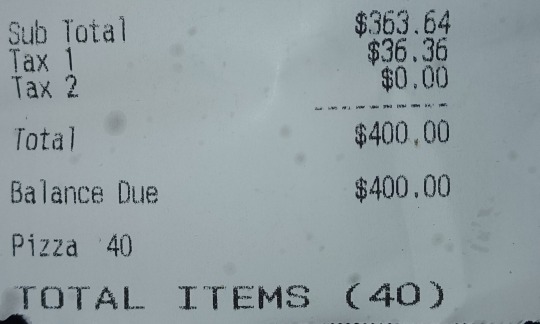 Sub Total $363.64
Tax 1 $36.36
Tax 2 $0.00
Total $400.00
Balance Due $400.00
Pizza 40
TOTAL ITEMS (40)